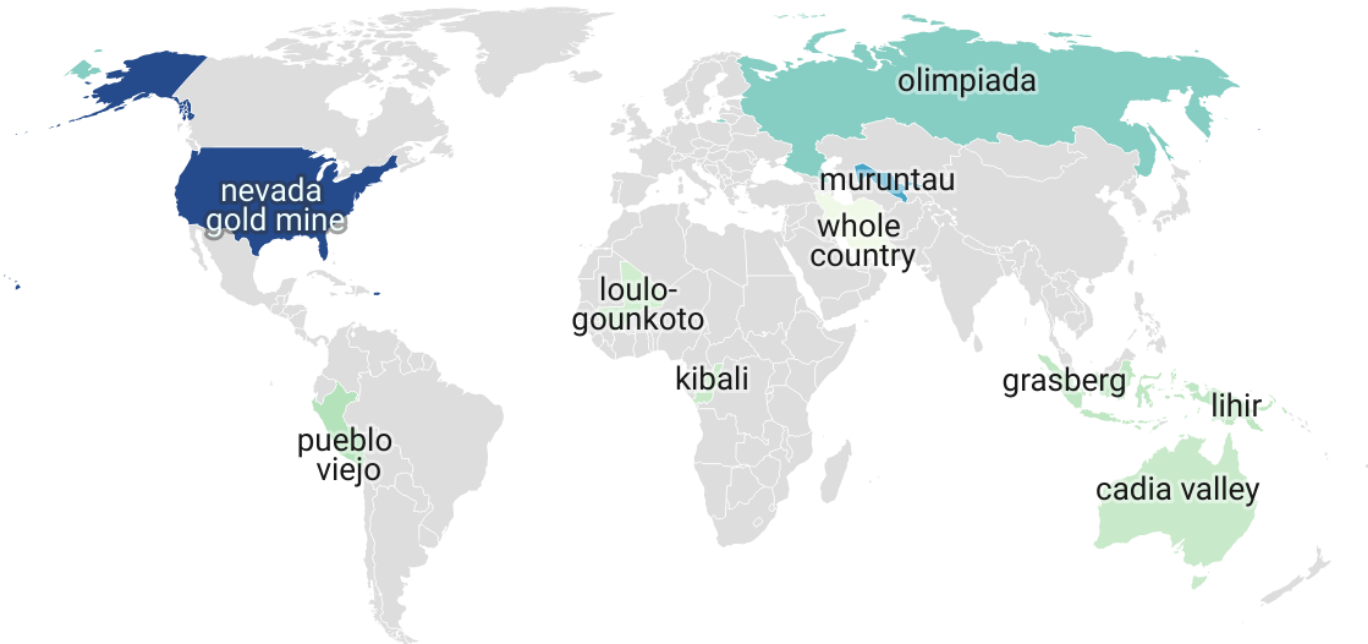 olimpiada
muruntau
nevada
gold mine
whole
country
loulo-
gounkoto
kibali
grasberg
lihir
pueblo
viejo
cadia valley